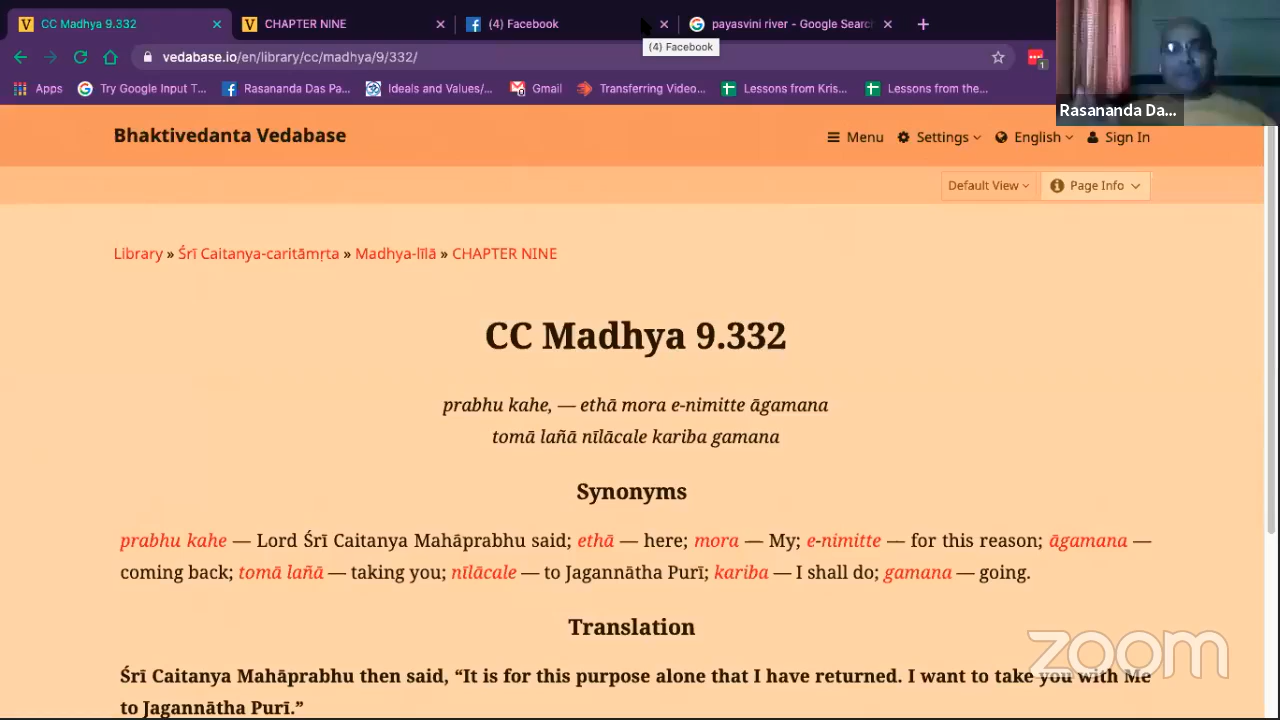 CC Madhya 9.332
CHAPTER NINE
(4) Facebook
payasvini river - Google Search
(4) Facebook
vedabase.io/en/library/cc/madhya/9/332/
1
Apps
Try Google Input T...
Rasananda Das Pa...
Ideals and Values/...
Gmail
Transferring Video...
Lessons from Kris...
Lessons from the...
Rasananda Da...
Bhaktivedanta Vedabase
Menu
Settings
English
Sign In
Default View
Page Info
Library » Śrī Caitanya-caritāmṛta » Madhya-līlā » CHAPTER NINE
CC Madhya 9.332
prabhu kahe, — ethā mora e-nimitte āgamana
tomā lañā nīlācale kariba gamana
Synonyms
prabhu kahe — Lord Śrī Caitanya Mahāprabhu said; ethā — here; mora — My; e-nimitte — for this reason; āgamana —
coming back; tomā lañā — taking you; nīlācale — to Jagannātha Purī; kariba — I shall do; gamana — going.
Translation
Śrī Caitanya Mahāprabhu then said, “It is for this purpose alone that I have returned. I want to take you with Me
to Jagannātha Purī.”
zoom